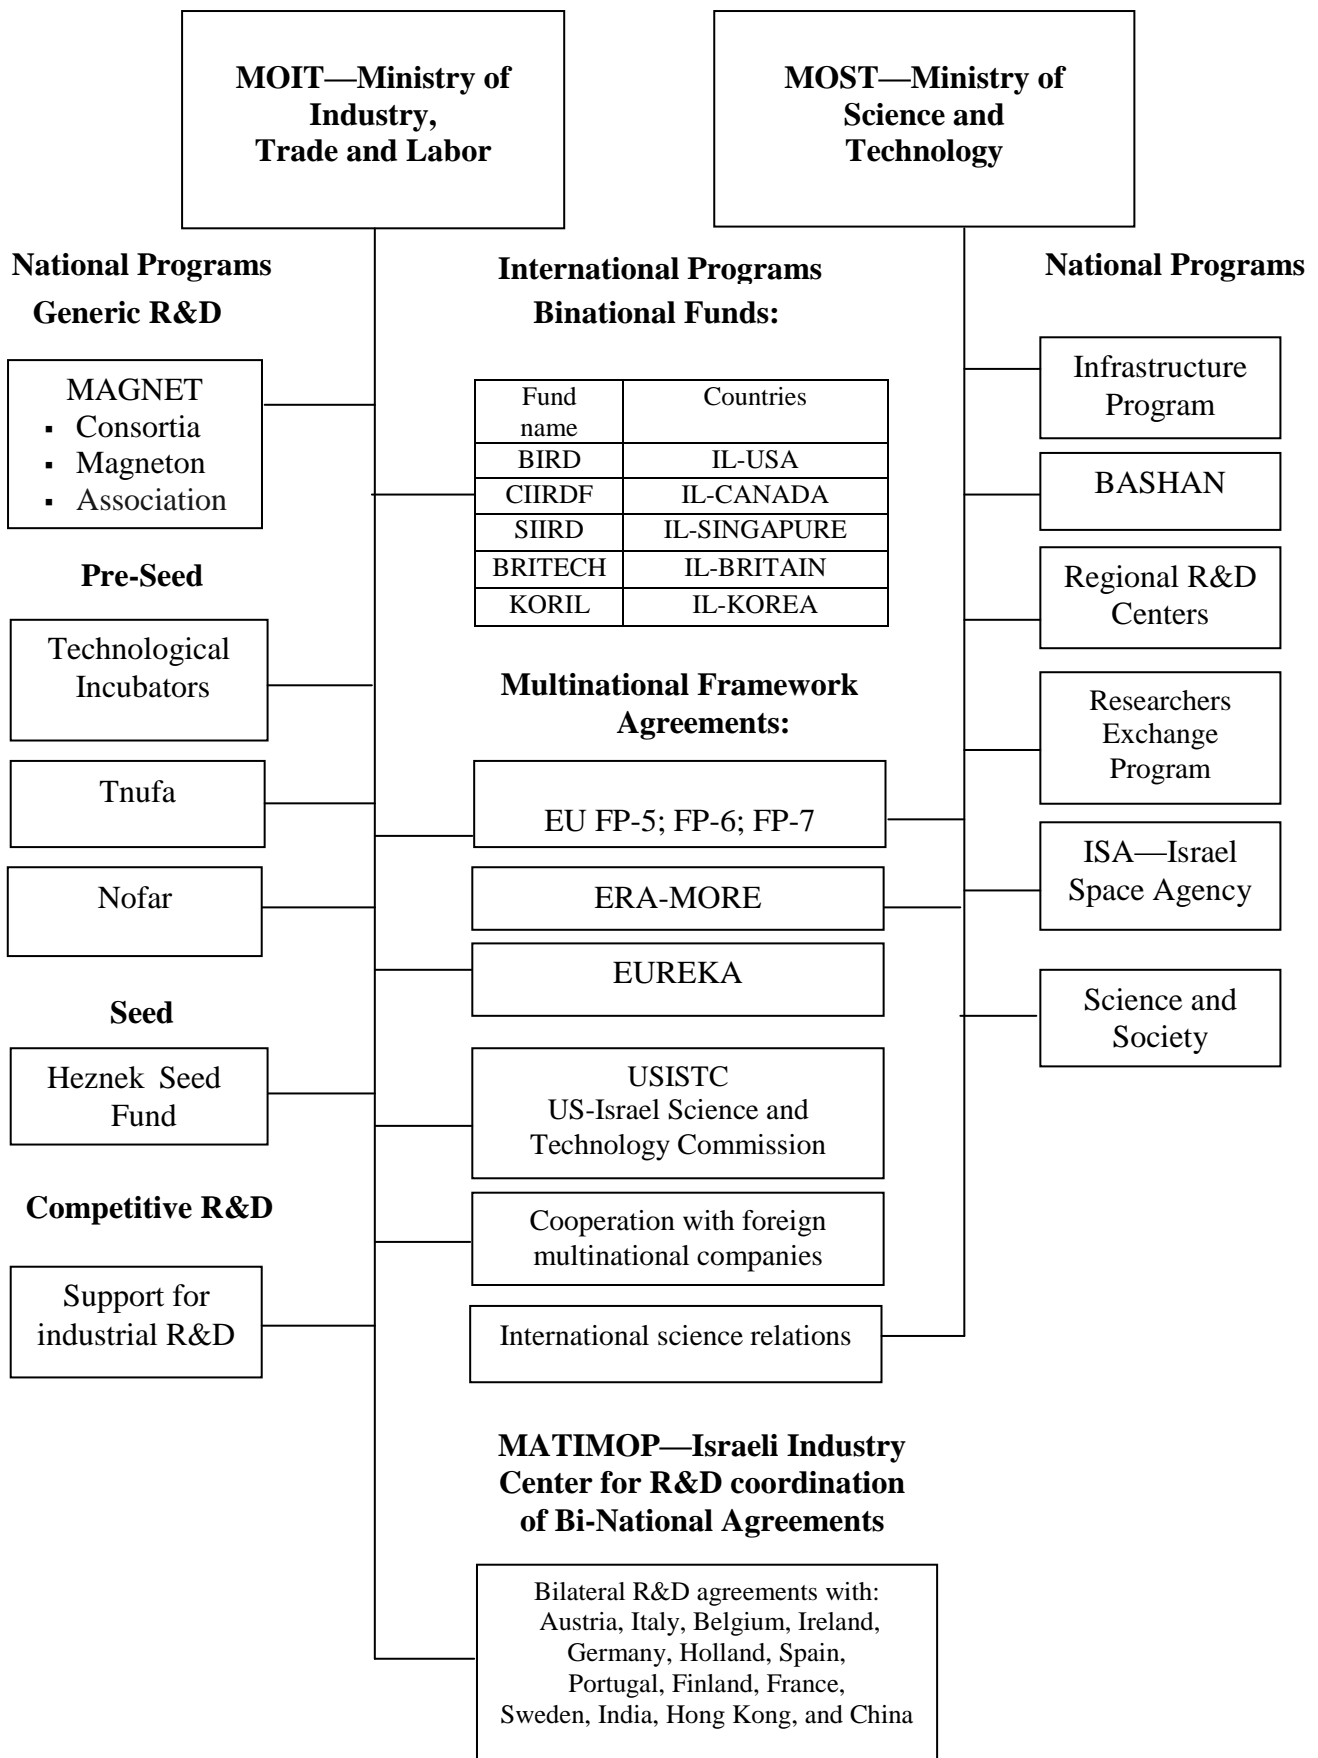 MOIT—Ministry of
Industry,
Trade and Labor
MOST—Ministry of
Science and
Technology
National Programs
Generic R&D
MAGNET
▪ Consortia
▪ Magneton
▪ Association
Pre-Seed
Technological
Incubators
Tnufa
Nofar
Seed
Heznek Seed
Fund
Competitive R&D
Support for
industrial R&D
International Programs
Binational Funds:
Fund name Countries
BIRD IL-USA
CIIRDF IL-CANADA
SIIRD IL-SINGAPURE
BRITECH IL-BRITAIN
KORIL IL-KOREA
Multinational Framework
Agreements:
EU FP-5; FP-6; FP-7
ERA-MORE
EUREKA
USISTC
US-Israel Science and
Technology Commission
Cooperation with foreign
multinational companies
International science relations
MATIMOP—Israeli Industry
Center for R&D coordination
of Bi-National Agreements
Bilateral R&D agreements with:
Austria, Italy, Belgium, Ireland,
Germany, Holland, Spain,
Portugal, Finland, France,
Sweden, India, Hong Kong, and China
National Programs
Infrastructure
Program
BASHAN
Regional R&D
Centers
Researchers
Exchange
Program
ISA—Israel
Space Agency
Science and
Society